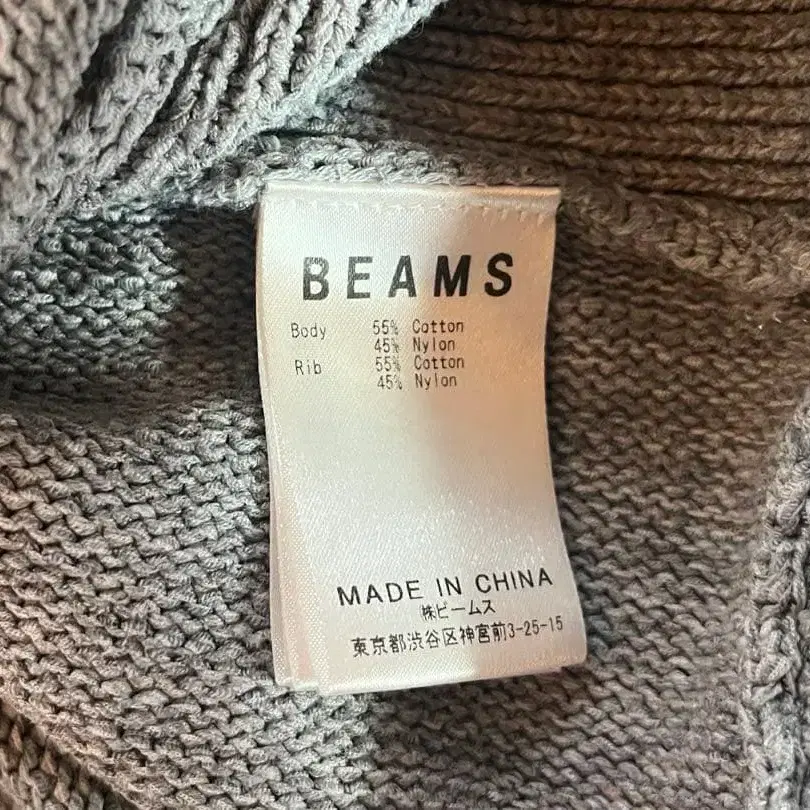 BEAMS
Body 55% Cotton
45% Nylon
Rib 55% Cotton
45% Nylon
MADE IN CHINA
㈱ビームス
東京都渋谷区神宮前3-25-15